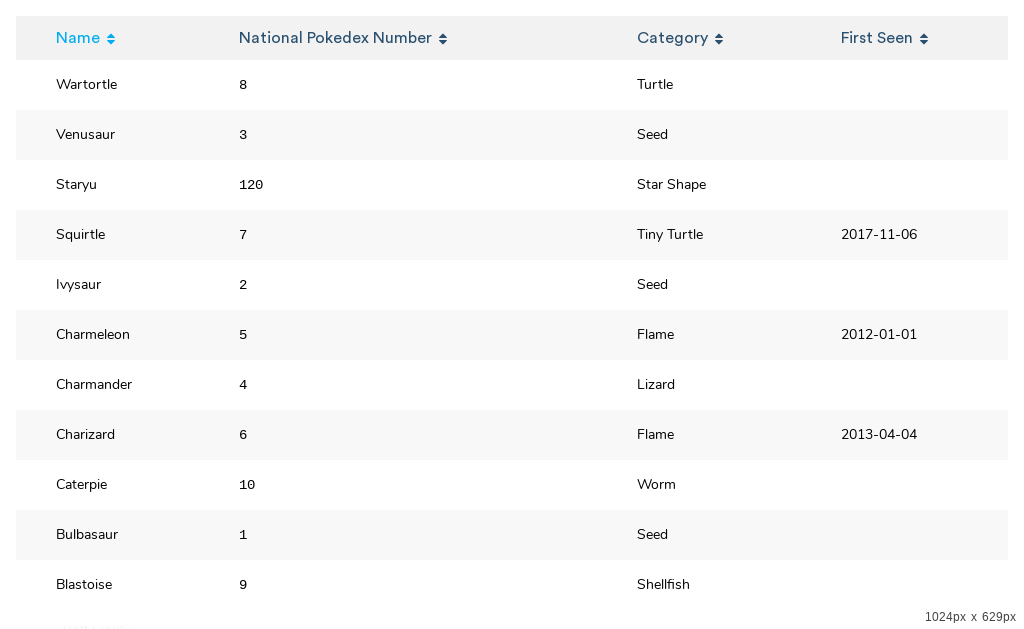 Name National Pokedex Number Category First Seen
Wartortle 8 Turtle
Venusaur 3 Seed
Staryu 120 Star Shape
Squirtle 7 Tiny Turtle 2017-11-06
Ivysaur 2 Seed
Charmeleon 5 Flame 2012-01-01
Charmander 4 Lizard
Charizard 6 Flame 2013-04-04
Caterpie 10 Worm
Bulbasaur 1 Seed
Blastoise 9 Shellfish
1024px x 629px